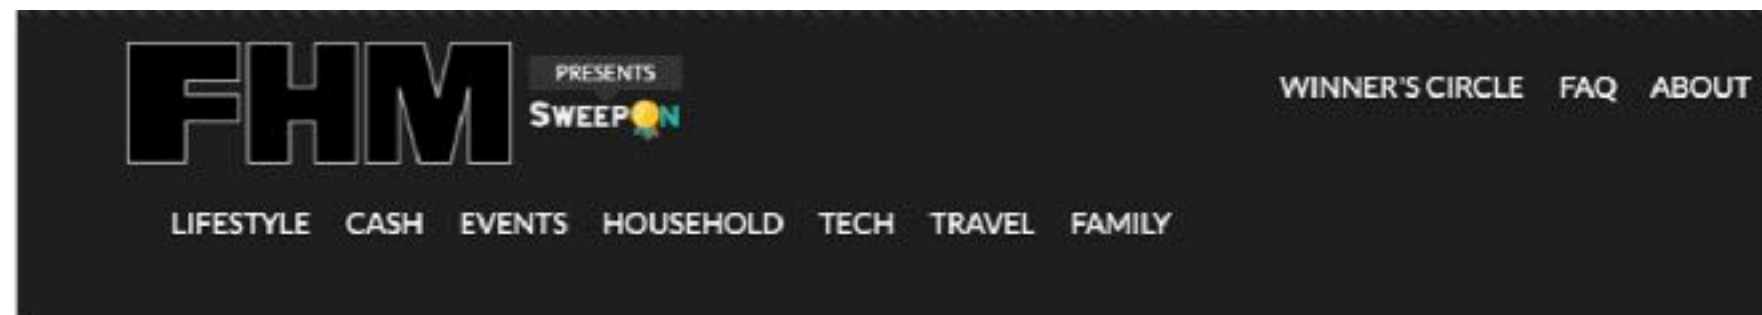 FHM
PRESENTS
SWEEPON
WINNER'S CIRCLE FAQ ABOUT
LIFESTYLE CASH EVENTS HOUSEHOLD TECH TRAVEL FAMILY